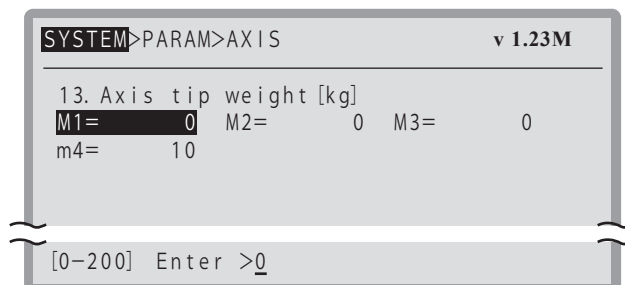 SYSTEM>PARAM>AXIS v 1.23M
13. Axis tip weight[kg]
M1= 0 M2= 0 M3= 0
m4= 10
[0-200] Enter >0